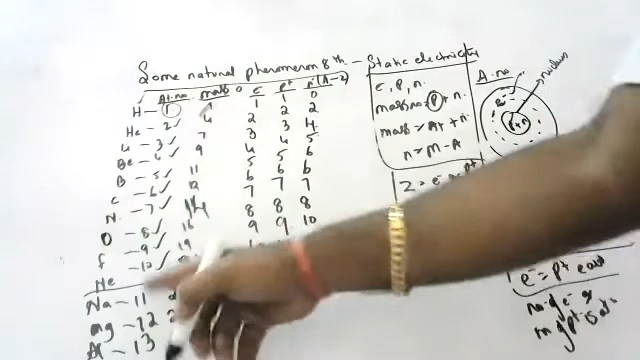 Some natural phenomenon 8th - Static electricity
At.no mass e p+ n(A-Z)
H - 1 1 1 1 0
He - 2 4 2 2 2
Li - 3 7 3 3 4
Be - 4 9 4 4 5
B - 5 11 5 5 6
C - 6 12 6 6 6
N - 7 14 7 7 7
O - 8 16 8 8 8
F - 9 19 9 9 10
Ne - 10
Na - 11
Mg - 12
Al - 13
e, p, n.
mass no = p + n.
n = M - A
A.no
nucleus
e-
p+n
e- = p+
no. of e-